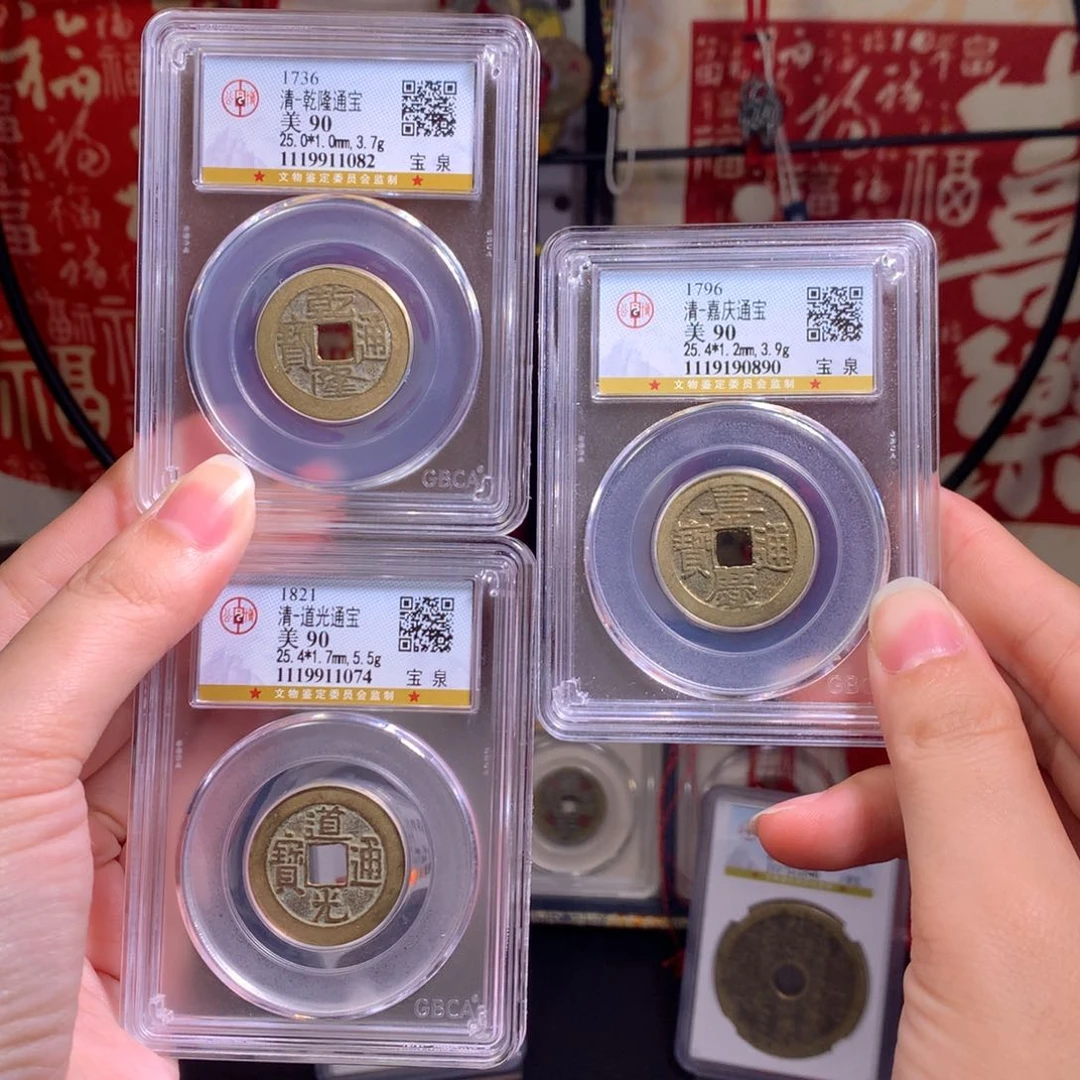 1736
清-乾隆通宝
美 90
25.0*1.0mm,3.7g
1119911082 宝 泉
★ 文物鉴定委员会监制 ★
乾隆通寶
GBCA
1796
清-嘉庆通宝
美 90
25.4*1.2mm,3.9g
1119190890 宝 泉
★ 文物鉴定委员会监制 ★
嘉慶通寶
GBC
1821
清-道光通宝
美 90
25.4*1.7mm,5.5g
1119911074 宝 泉
★ 文物鉴定委员会监制 ★
道光通寶
GBCA
福
福
樂